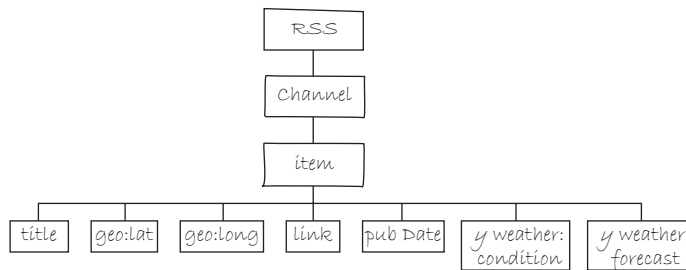 RSS
Channel
item
title
geo:lat
geo:long
link
pub Date
y weather:
condition
y weather
forecast